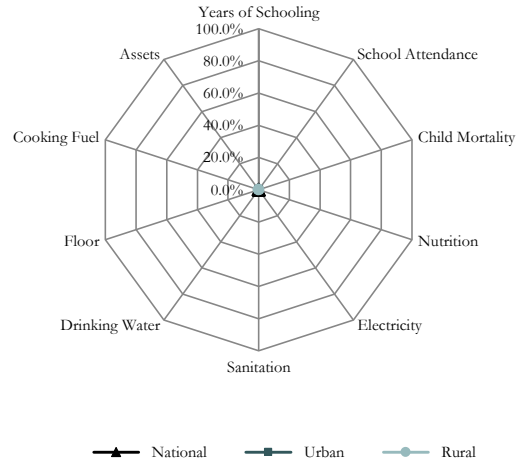 Years of Schooling
100.0%
Assets
School Attendance
80.0%
60.0%
40.0%
Cooking Fuel
Child Mortality
20.0%
0.0%
Floor
Nutrition
Drinking Water
Electricity
Sanitation
National
Urban
Rural